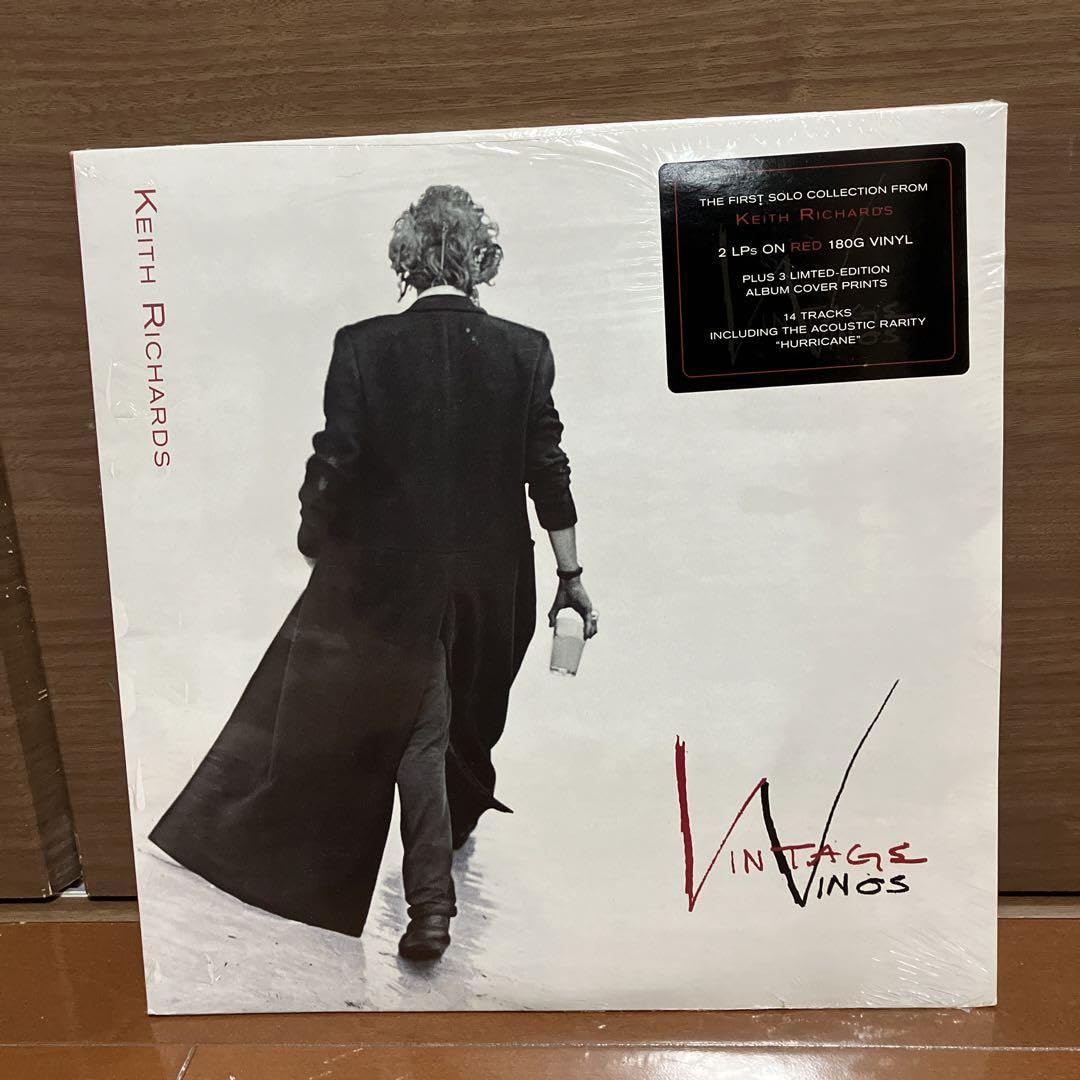 KEITH RICHARDS
THE FIRST SOLO COLLECTION FROM
KEITH RICHARDS
2 LPs ON RED 180G VINYL
PLUS 3 LIMTED-EDITION
ALBUM COVER PRINTS
14 TRACKS
INCLUDING THE ACOUSTIC RARITY
“HURRICANE”
VINTAGE
VINOS